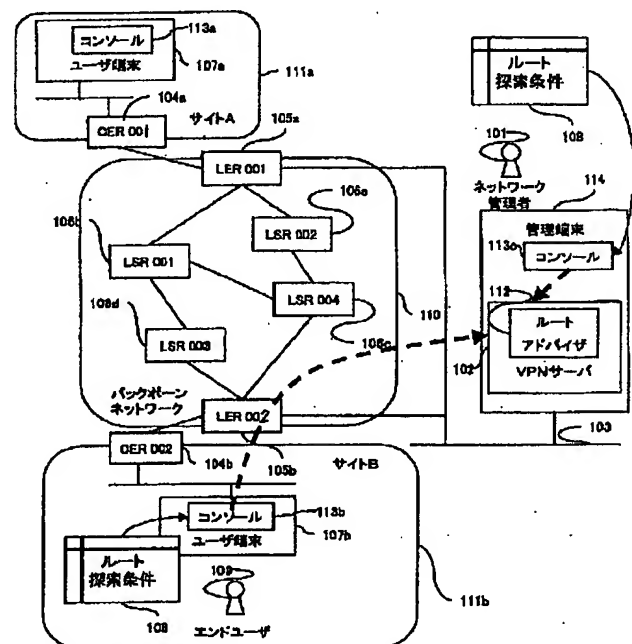 コンソール
113a
ユーザ端末
107a
111a
104a
CER 001
サイトA
105a
LER 001
106a
106b
LSR 002
LSR 001
LSR 004
106d
106c
110
LSR 003
バックボーン
ネットワーク
LER 002
CER 002
104b
105b
サイトB
コンソール
113b
ユーザ端末
107b
ルート
探索条件
108
109
エンドユーザ
111b
ルート
探索条件
108
101
ネットワーク
管理者
114
管理端末
113c
コンソール
112
ルート
アドバイザ
102
VPNサーバ
103